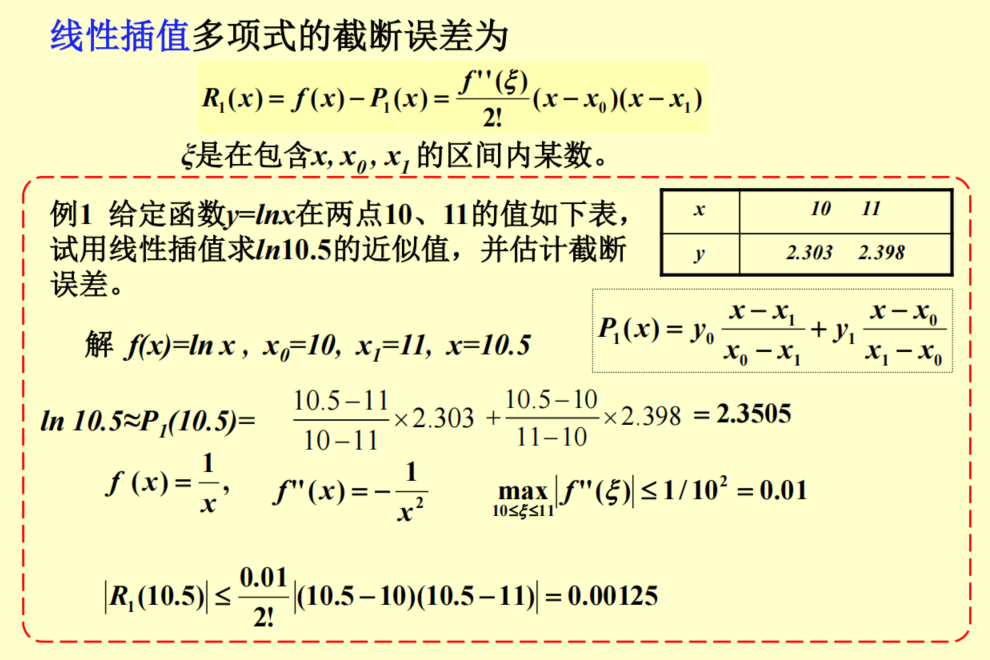 线性插值多项式的截断误差为
R₁(x) = f(x) − P₁(x) = f''(ξ)/2! (x − x₀)(x − x₁)
ξ是在包含x, x₀, x₁ 的区间内某数。
例1 给定函数y=lnx在两点10、11的值如下表，
试用线性插值求ln10.5的近似值，并估计截断
误差。
x 10 11
y 2.303 2.398
P₁(x) = y₀ (x − x₁)/(x₀ − x₁) + y₁ (x − x₀)/(x₁ − x₀)
解 f(x)=ln x , x₀=10, x₁=11, x=10.5
ln 10.5≈P₁(10.5)= (10.5−11)/(10−11) ×2.303 + (10.5−10)/(11−10) ×2.398 = 2.3505
f (x) = 1/x, f''(x) = − 1/x² max 10≤ξ≤11 |f''(ξ)| ≤ 1/10² = 0.01
|R₁(10.5)| ≤ 0.01/2! |(10.5 − 10)(10.5 − 11)| = 0.00125